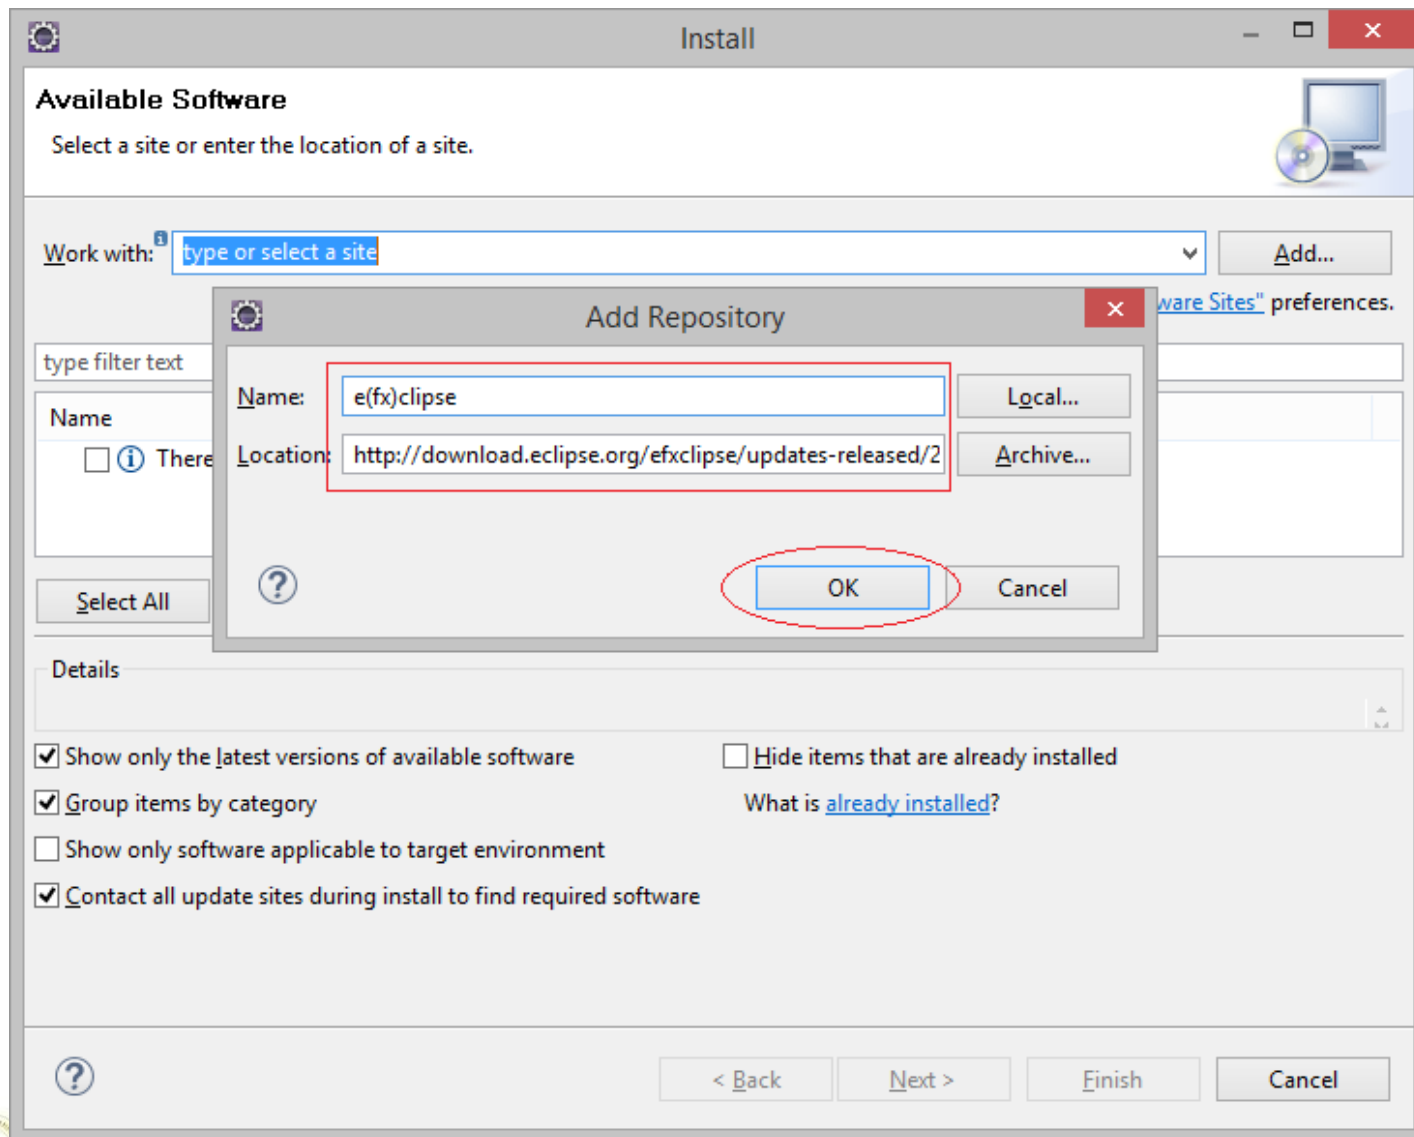 Install
Available Software
Select a site or enter the location of a site.
Work with: type or select a site Add...
ware Sites" preferences.
Add Repository
type filter text
Name: e(fx)clipse Local...
Name
There
Location: http://download.eclipse.org/efxclipse/updates-released/2 Archive...
Select All
OK Cancel
Details
Show only the latest versions of available software
Hide items that are already installed
Group items by category
What is already installed?
Show only software applicable to target environment
Contact all update sites during install to find required software
< Back Next > Finish Cancel